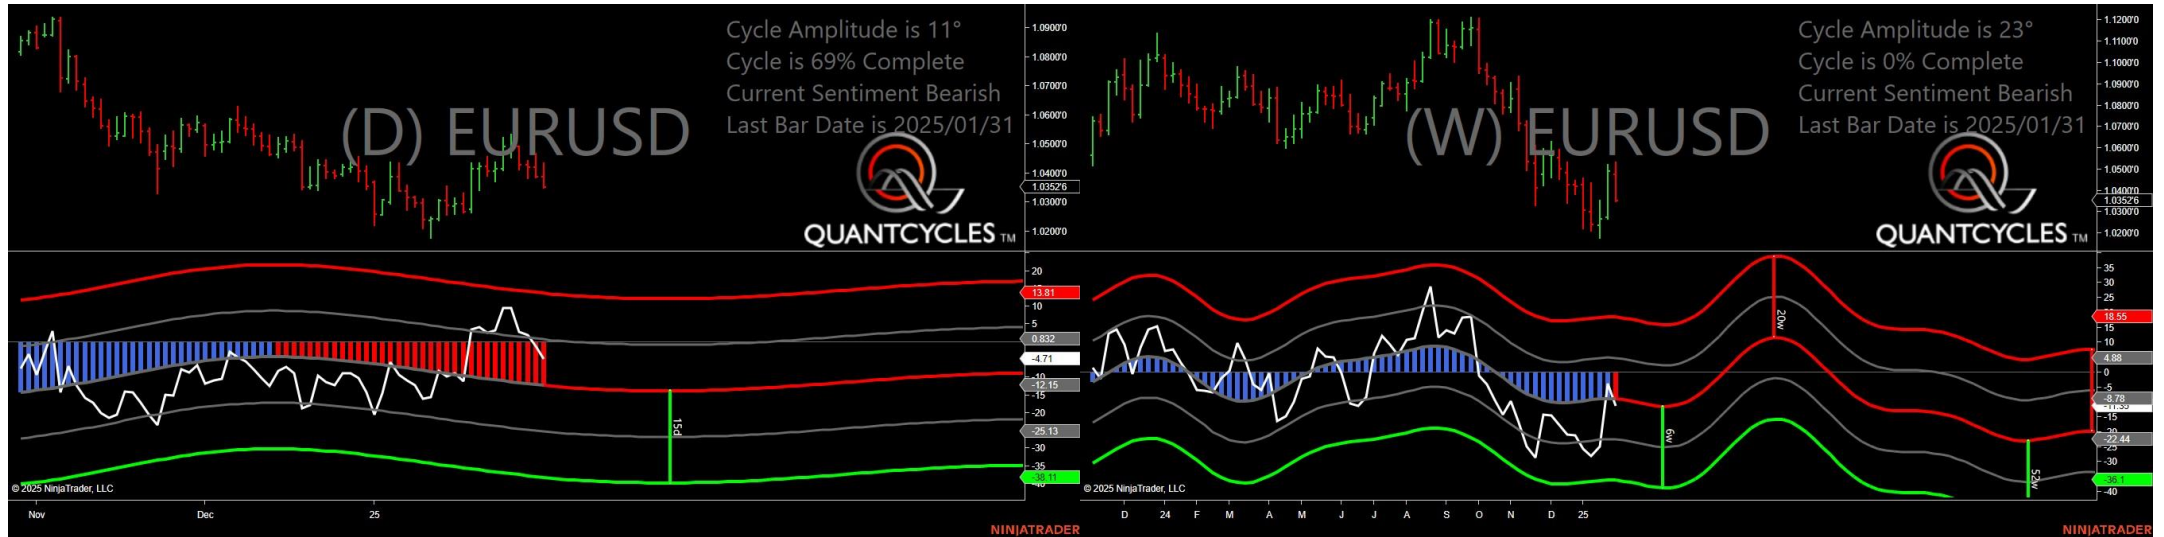 Cycle Amplitude is 11°
Cycle is 69% Complete
Current Sentiment Bearish
Last Bar Date is 2025/01/31
(D) EURUSD
QUANTCYCLES TM
1.0900'0
1.0800'0
1.0700'0
1.0600'0
1.0500'0
1.0400'0
1.0352'6
1.0300'0
1.0200'0
20
13.81
10
5
0.832
-4.71
-10
-12.15
-15
-20
-25.13
-30
-35
-38.11
15d
© 2025 NinjaTrader, LLC
Nov Dec 25
NINJATRADER
Cycle Amplitude is 23°
Cycle is 0% Complete
Current Sentiment Bearish
Last Bar Date is 2025/01/31
(W) EURUSD
QUANTCYCLES TM
1.1200'0
1.1100'0
1.1000'0
1.0900'0
1.0800'0
1.0700'0
1.0600'0
1.0500'0
1.0400'0
1.0352'6
1.0300'0
1.0200'0
35
30
25
18.55
15
10
4.88
0
-5
-8.78
-15
-22.44
-25
-30
-36.1
-40
20w
6w
52w
© 2025 NinjaTrader, LLC
D 24 F M A M J J A S O N D 25
NINJATRADER